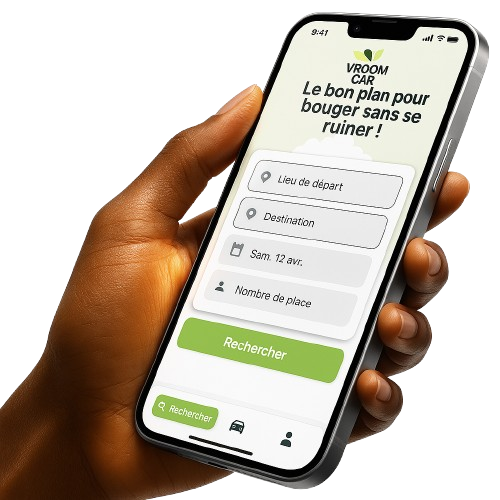 9:41
VROOM
CAR
Le bon plan pour
bouger sans se
ruiner !
Lieu de départ
Destination
Sam. 12 avr.
Nombre de place
Rechercher
Rechercher